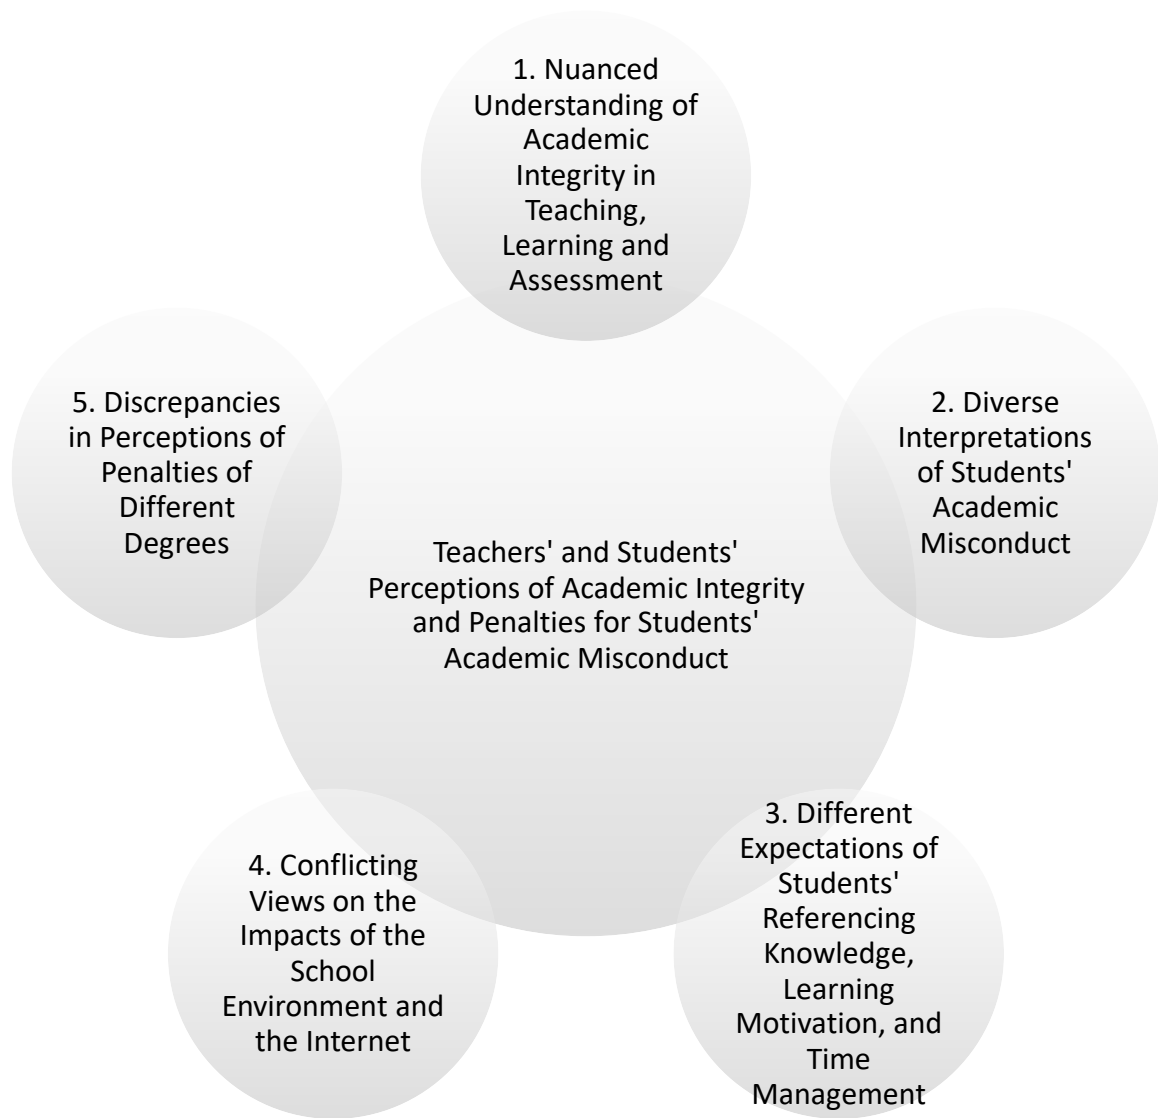 1. Nuanced
Understanding of
Academic
Integrity in
Teaching,
Learning and
Assessment
2. Diverse
Interpretations
of Students'
Academic
Misconduct
3. Different
Expectations of
Students'
Referencing
Knowledge,
Learning
Motivation, and
Time
Management
4. Conflicting
Views on the
Impacts of the
School
Environment and
the Internet
5. Discrepancies
in Perceptions of
Penalties of
Different
Degrees
Teachers' and Students'
Perceptions of Academic Integrity
and Penalties for Students'
Academic Misconduct